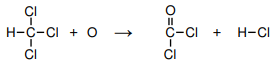 Cl O
H–C–Cl + O → C–Cl + H–Cl
Cl Cl